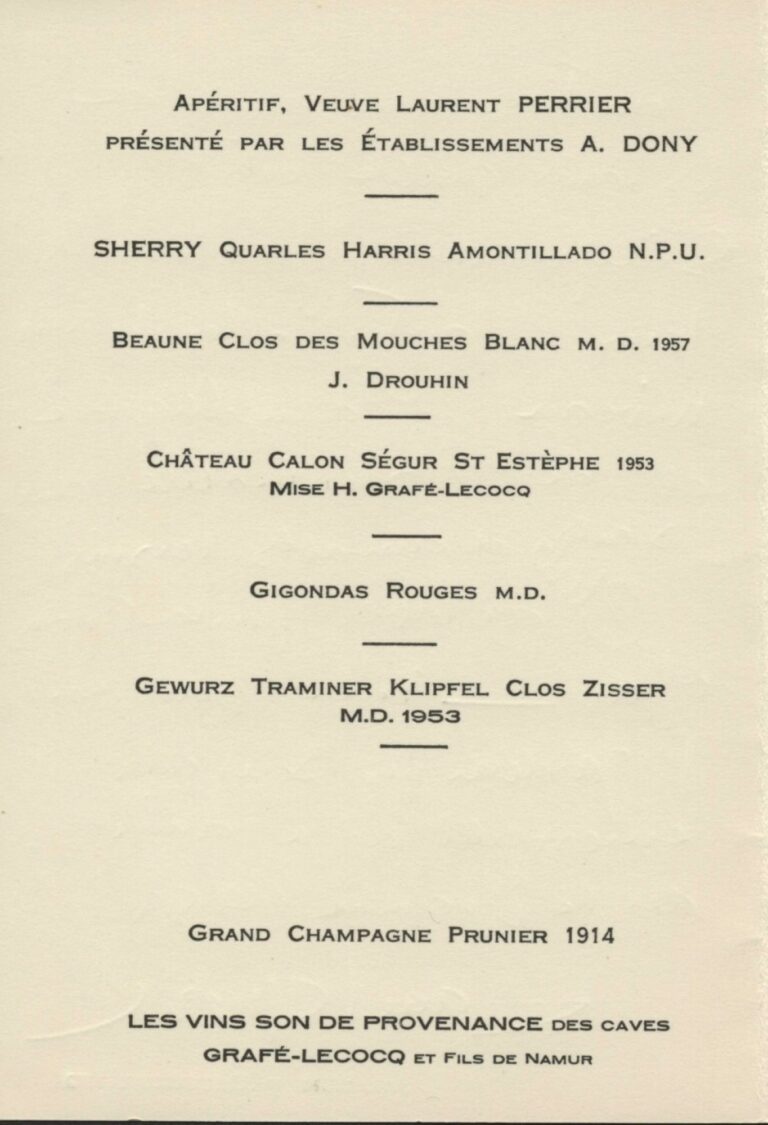 Apéritif, Veuve Laurent PERRIER
présenté par les Établissements A. DONY
SHERRY Quarles Harris Amontillado N.P.U.
Beaune Clos des Mouches Blanc M. D. 1957
J. Drouhin
Château Calon Ségur St Estèphe 1953
Mise H. Grafé-Lecocq
Gigondas Rouges M.D.
Gewurz Traminer Klipfel Clos Zisser
M.D. 1953
Grand Champagne Prunier 1914
LES VINS SON DE PROVENANCE DES CAVES
GRAFÉ-LECOCQ ET Fils de Namur